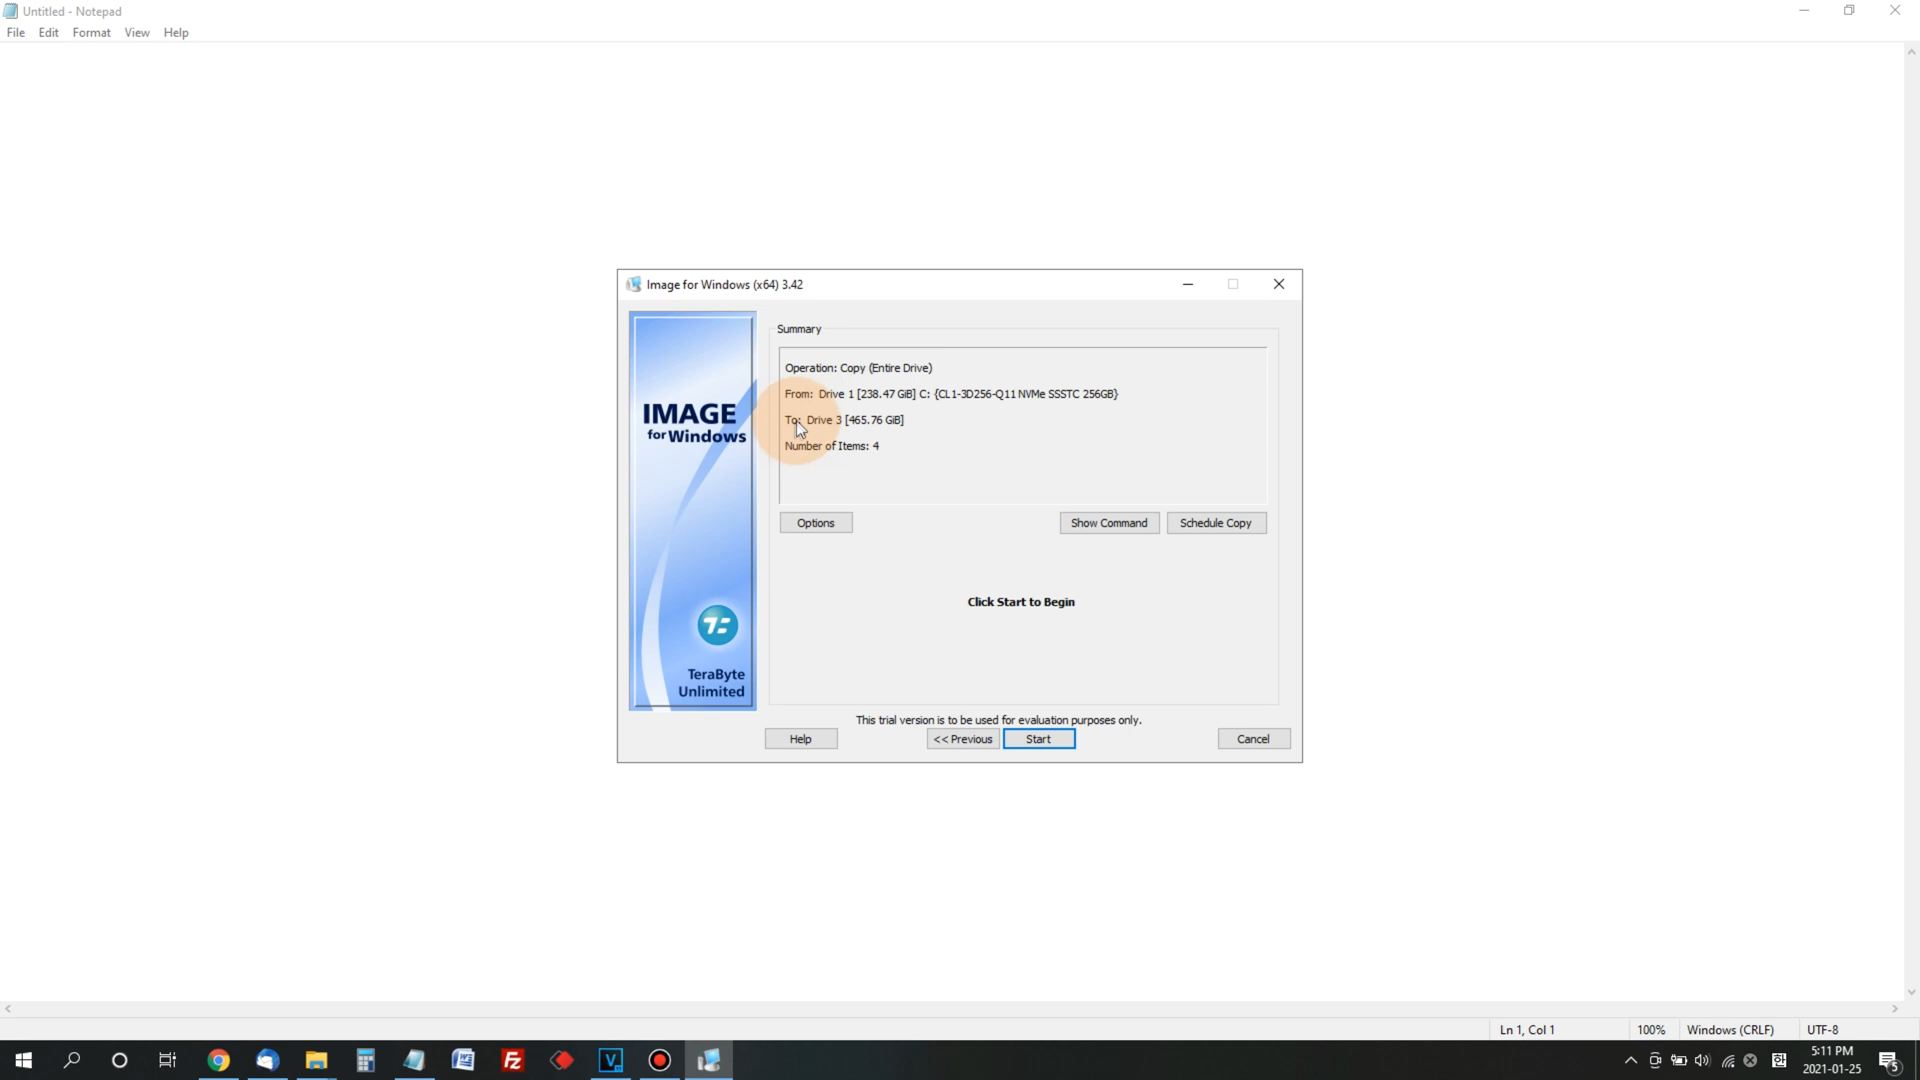 Untitled - Notepad
File Edit Format View Help
Image for Windows (x64) 3.42
IMAGE
for Windows
TeraByte
Unlimited
Summary
Operation: Copy (Entire Drive)
From: Drive 1 [238.47 GiB] C: {CL1-3D256-Q11 NVMe SSSTC 256GB}
To: Drive 3 [465.76 GiB]
Number of Items: 4
Options Show Command Schedule Copy
Click Start to Begin
This trial version is to be used for evaluation purposes only.
Help << Previous Start Cancel
Ln 1, Col 1 100% Windows (CRLF) UTF-8
5:11 PM
2021-01-25
5